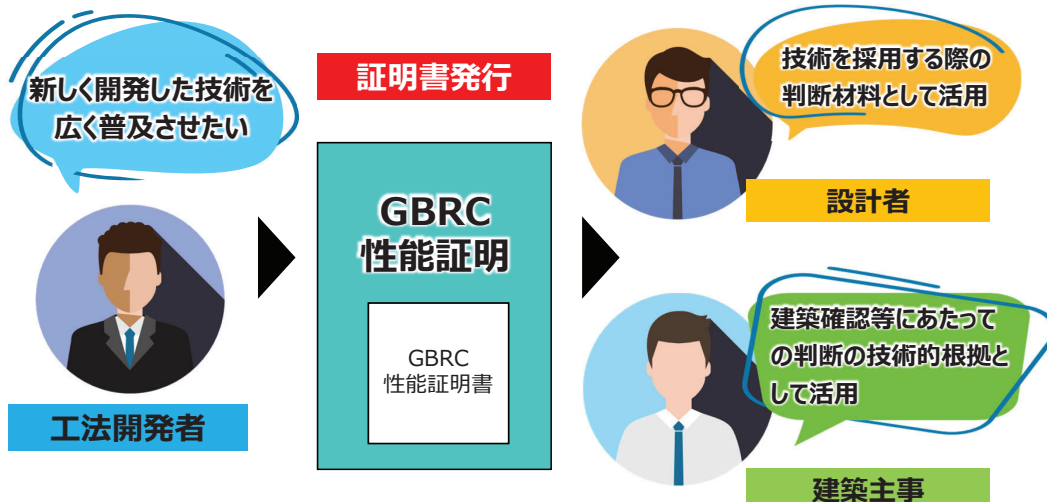 新しく開発した技術を
広く普及させたい
工法開発者
証明書発行
GBRC
性能証明
GBRC
性能証明書
技術を採用する際の
判断材料として活用
設計者
建築確認等にあたって
の判断の技術的根拠と
して活用
建築主事